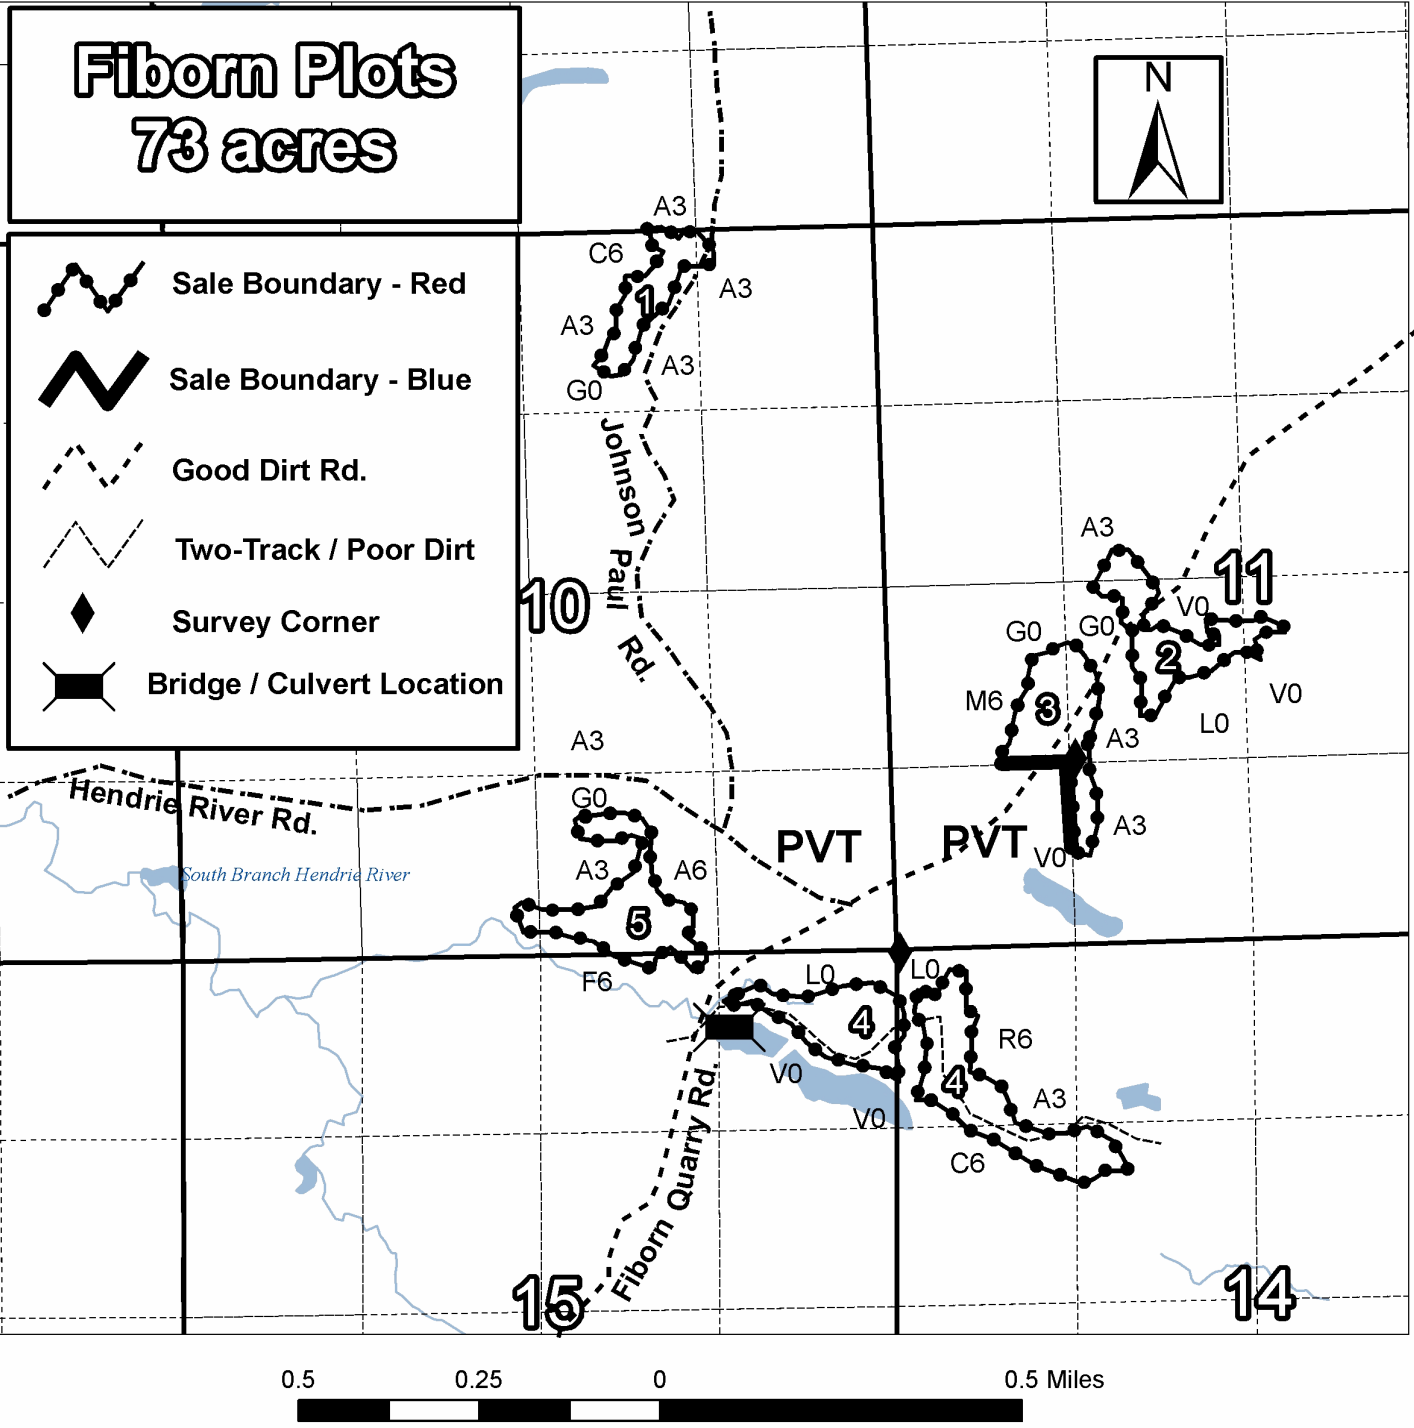 Fiborn Plots
73 acres
N
Sale Boundary - Red
Sale Boundary - Blue
Good Dirt Rd.
Two-Track / Poor Dirt
Survey Corner
Bridge / Culvert Location
A3
C6
A3
1
A3
A3
G0
Johnson Paul Rd.
10
11
A3
V0
G0
G0
2
M6
3
V0
L0
A3
A3
V0
A3
Hendrie River Rd.
G0
PVT
PVT
South Branch Hendrie River
A3
A6
5
F6
L0
L0
4
R6
V0
4
A3
V0
C6
Fiborn Quarry Rd.
15
14
0.5
0.25
0
0.5 Miles